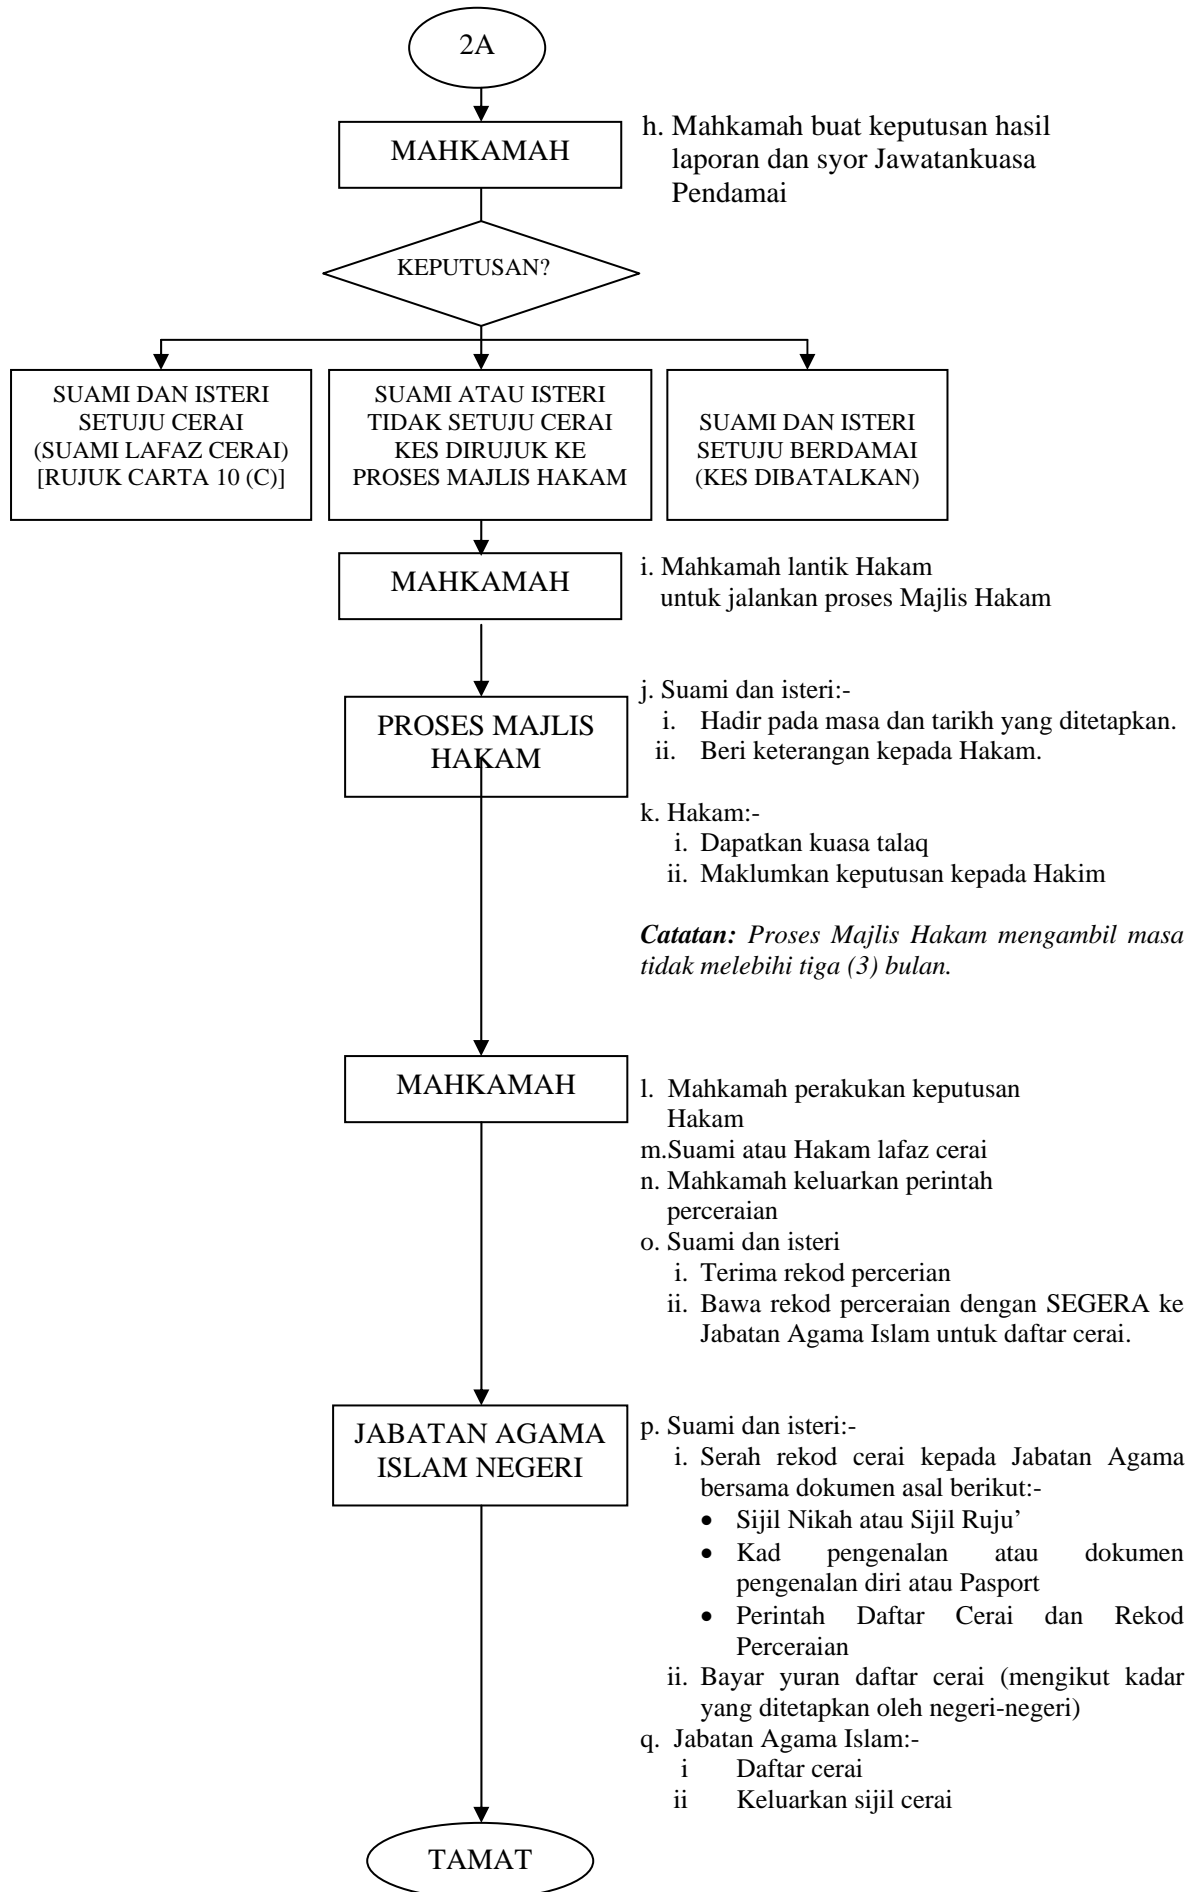 2A
MAHKAMAH
h. Mahkamah buat keputusan hasil
laporan dan syor Jawatankuasa
Pendamai
KEPUTUSAN?
SUAMI DAN ISTERI
SETUJU CERAI
(SUAMI LAFAZ CERAI)
[RUJUK CARTA 10 (C)]
SUAMI ATAU ISTERI
TIDAK SETUJU CERAI
KES DIRUJUK KE
PROSES MAJLIS HAKAM
SUAMI DAN ISTERI
SETUJU BERDAMAI
(KES DIBATALKAN)
MAHKAMAH
i. Mahkamah lantik Hakam
untuk jalankan proses Majlis Hakam
PROSES MAJLIS
HAKAM
j. Suami dan isteri:-
i. Hadir pada masa dan tarikh yang ditetapkan.
ii. Beri keterangan kepada Hakam.
k. Hakam:-
i. Dapatkan kuasa talaq
ii. Maklumkan keputusan kepada Hakim
Catatan: Proses Majlis Hakam mengambil masa
tidak melebihi tiga (3) bulan.
MAHKAMAH
l. Mahkamah perakukan keputusan
Hakam
m.Suami atau Hakam lafaz cerai
n. Mahkamah keluarkan perintah
perceraian
o. Suami dan isteri
i. Terima rekod percerian
ii. Bawa rekod perceraian dengan SEGERA ke
Jabatan Agama Islam untuk daftar cerai.
JABATAN AGAMA
ISLAM NEGERI
p. Suami dan isteri:-
i. Serah rekod cerai kepada Jabatan Agama
bersama dokumen asal berikut:-
• Sijil Nikah atau Sijil Ruju’
• Kad pengenalan atau dokumen
pengenalan diri atau Pasport
• Perintah Daftar Cerai dan Rekod
Perceraian
ii. Bayar yuran daftar cerai (mengikut kadar
yang ditetapkan oleh negeri-negeri)
q. Jabatan Agama Islam:-
i Daftar cerai
ii Keluarkan sijil cerai
TAMAT